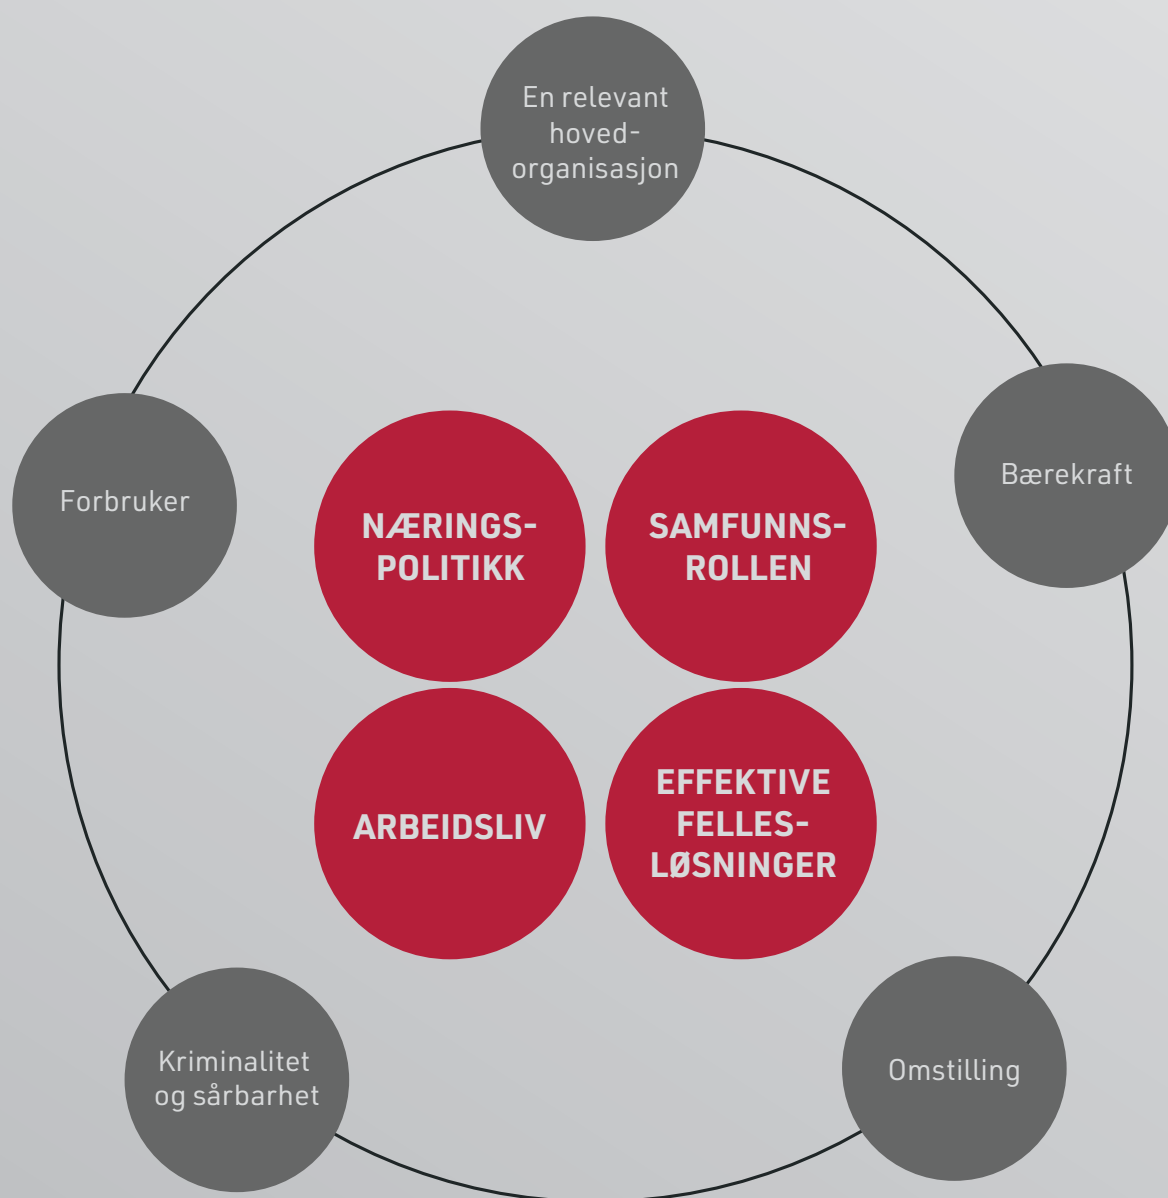 En relevant
hoved-
organisasjon
Bærekraft
Forbruker
NÆRINGS-
POLITIKK
SAMFUNNS-
ROLLEN
ARBEIDSLIV
EFFEKTIVE
FELLES-
LØSNINGER
Kriminalitet
og sårbarhet
Omstilling